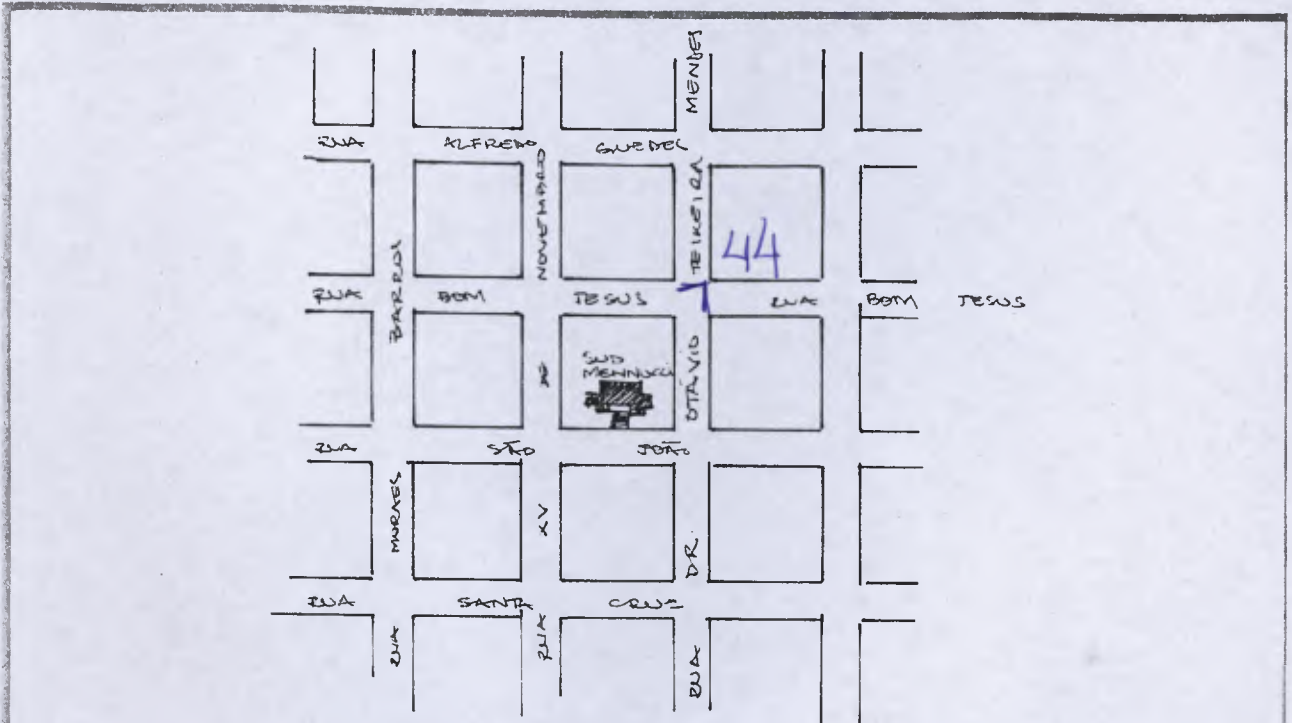 RUA ALFREDO GUEDES
RUA BOM JESUS RUA BOM JESUS
SUD
MENNUCCI
RUA SÃO JOÃO
RUA SANTA CRUZ
RUA MORAES BARROS
RUA XV DE NOVEMBRO
RUA DR. OTÁVIO TEIXEIRA MENDES
44